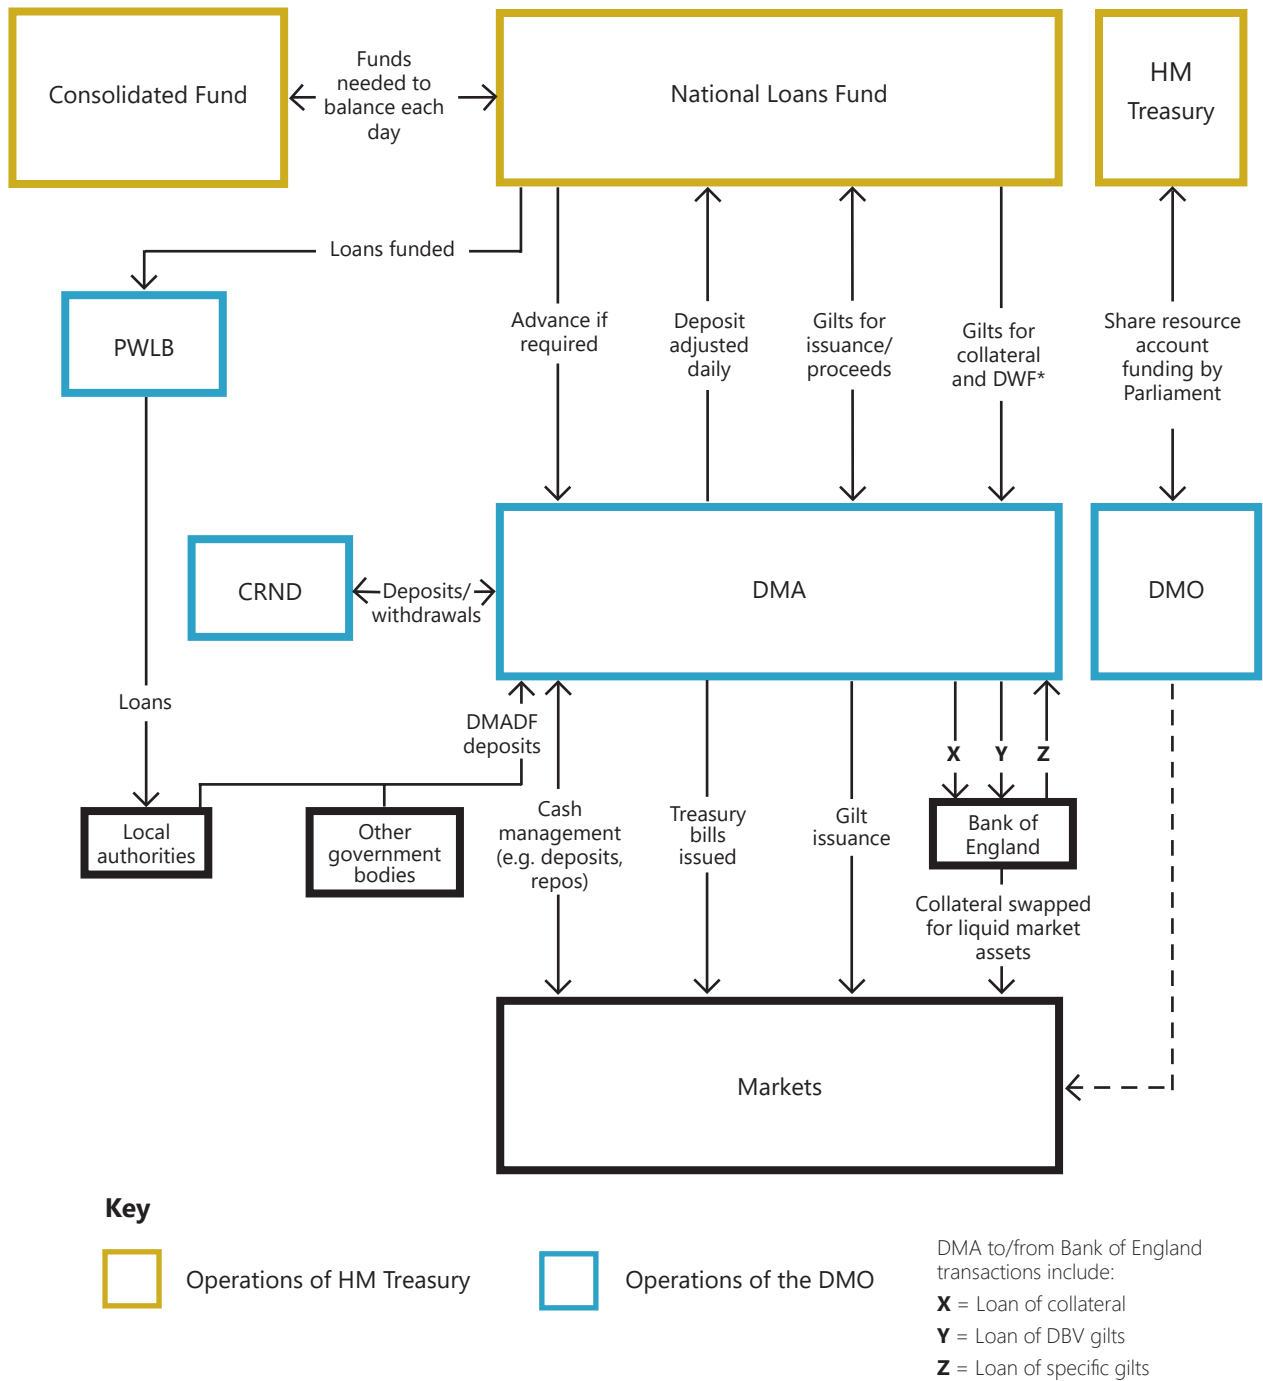 Consolidated Fund
Funds
needed to
balance each
day
National Loans Fund
HM
Treasury
Loans funded
PWLB
Advance if
required
Deposit
adjusted
daily
Gilts for
issuance/
proceeds
Gilts for
collateral
and DWF*
Share resource
account
funding by
Parliament
CRND
Deposits/
withdrawals
DMA
DMO
Loans
DMADF
deposits
X
Y
Z
Local
authorities
Other
government
bodies
Cash
management
(e.g. deposits,
repos)
Treasury
bills
issued
Gilt
issuance
Bank of
England
Collateral swapped
for liquid market
assets
Markets
Key
Operations of HM Treasury
Operations of the DMO
DMA to/from Bank of England
transactions include:
X = Loan of collateral
Y = Loan of DBV gilts
Z = Loan of specific gilts